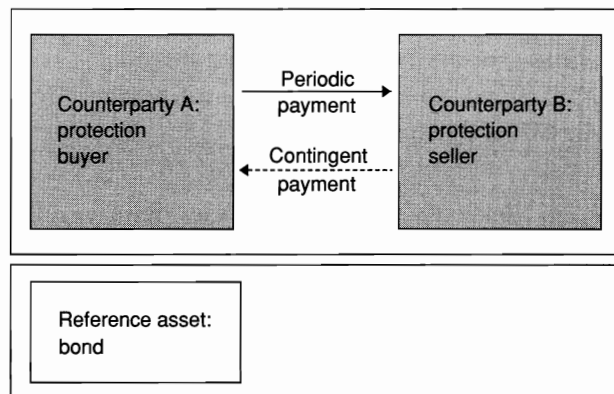 Counterparty A:
protection
buyer
Periodic
payment
Contingent
payment
Counterparty B:
protection
seller
Reference asset:
bond